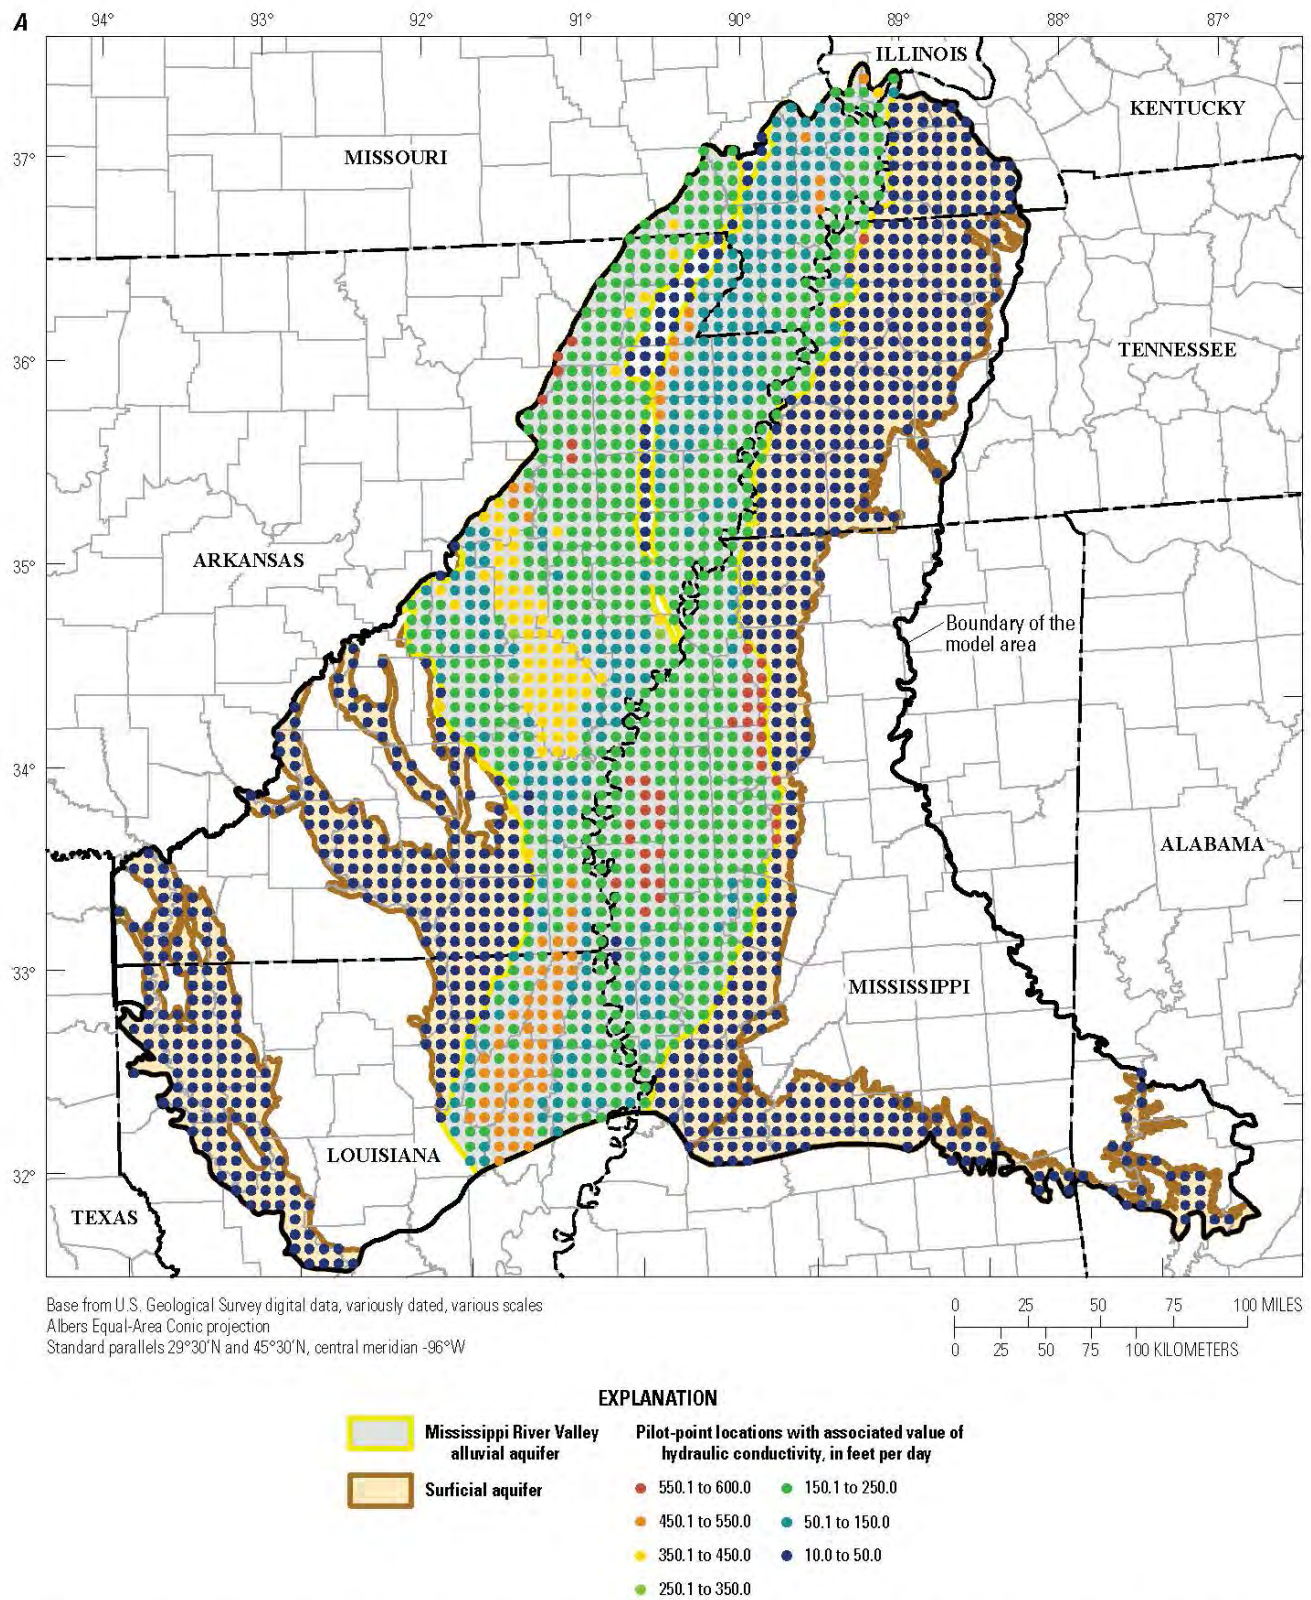 A
94° 93° 92° 91° 90° 89° 88° 87°
ILLINOIS
KENTUCKY
MISSOURI
37°
TENNESSEE
36°
ARKANSAS
35°
Boundary of the
model area
34°
ALABAMA
33°
MISSISSIPPI
LOUISIANA
32°
TEXAS
Base from U.S. Geological Survey digital data, variously dated, various scales
Albers Equal-Area Conic projection
Standard parallels 29°30'N and 45°30'N, central meridian -96°W
0 25 50 75 100 MILES
0 25 50 75 100 KILOMETERS
EXPLANATION
Mississippi River Valley
alluvial aquifer
Surficial aquifer
Pilot-point locations with associated value of
hydraulic conductivity, in feet per day
550.1 to 600.0
450.1 to 550.0
350.1 to 450.0
250.1 to 350.0
150.1 to 250.0
50.1 to 150.0
10.0 to 50.0